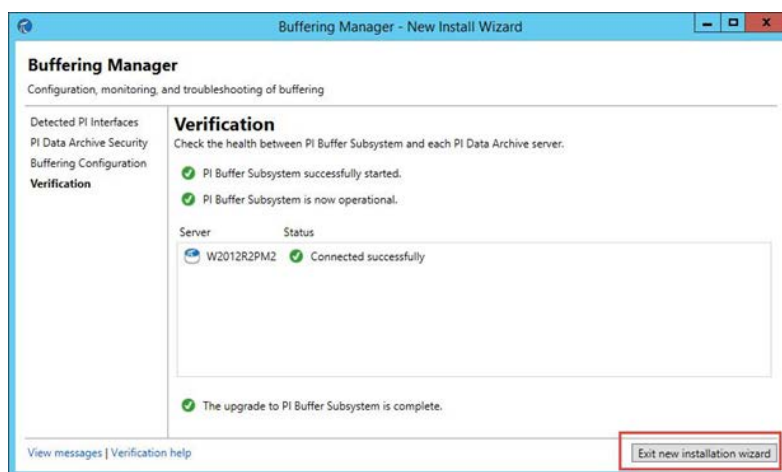 Buffering Manager - New Install Wizard
Buffering Manager
Configuration, monitoring, and troubleshooting of buffering
Detected PI Interfaces
PI Data Archive Security
Buffering Configuration
Verification
Verification
Check the health between PI Buffer Subsystem and each PI Data Archive server.
PI Buffer Subsystem successfully started.
PI Buffer Subsystem is now operational.
Server Status
W2012R2PM2 Connected successfully
The upgrade to PI Buffer Subsystem is complete.
View messages | Verification help
Exit new installation wizard